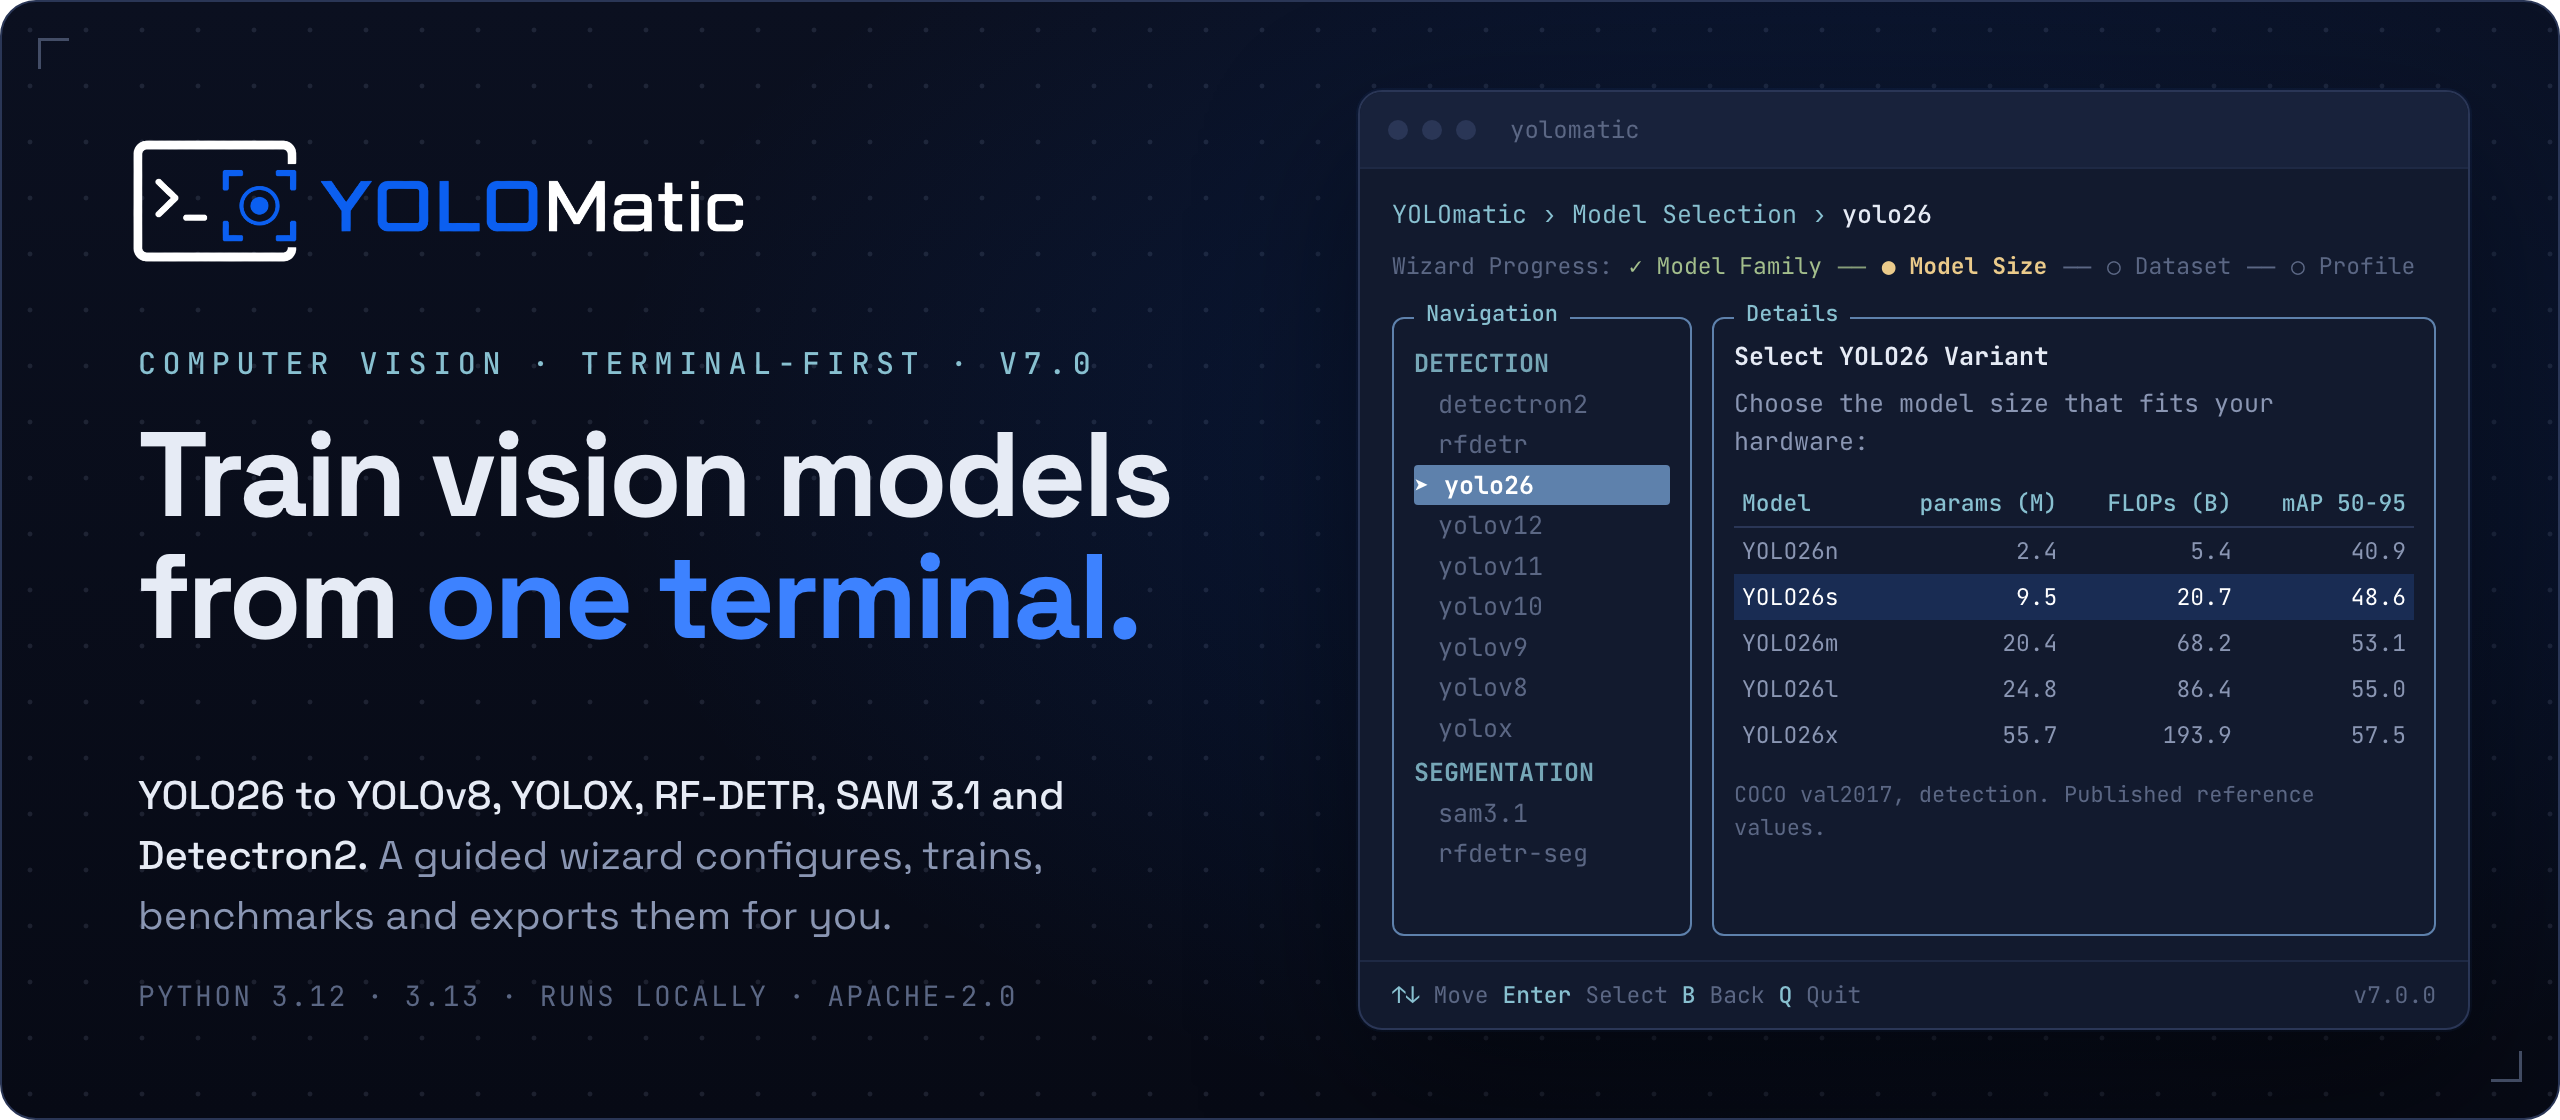 >_ YOLOMatic
COMPUTER VISION · TERMINAL-FIRST · V7.0
Train vision models
from one terminal.
YOLO26 to YOLOv8, YOLOX, RF-DETR, SAM 3.1 and
Detectron2. A guided wizard configures, trains,
benchmarks and exports them for you.
PYTHON 3.12 · 3.13 · RUNS LOCALLY · APACHE-2.0
yolomatic
YOLOmatic › Model Selection › yolo26
Wizard Progress: ✓ Model Family — ● Model Size — ○ Dataset — ○ Profile
Navigation
DETECTION
detectron2
rfdetr
➤ yolo26
yolov12
yolov11
yolov10
yolov9
yolov8
yolox
SEGMENTATION
sam3.1
rfdetr-seg
Details
Select YOLO26 Variant
Choose the model size that fits your
hardware:
Model params (M) FLOPs (B) mAP 50-95
YOLO26n 2.4 5.4 40.9
YOLO26s 9.5 20.7 48.6
YOLO26m 20.4 68.2 53.1
YOLO26l 24.8 86.4 55.0
YOLO26x 55.7 193.9 57.5
COCO val2017, detection. Published reference
values.
↑↓ Move Enter Select B Back Q Quit
v7.0.0